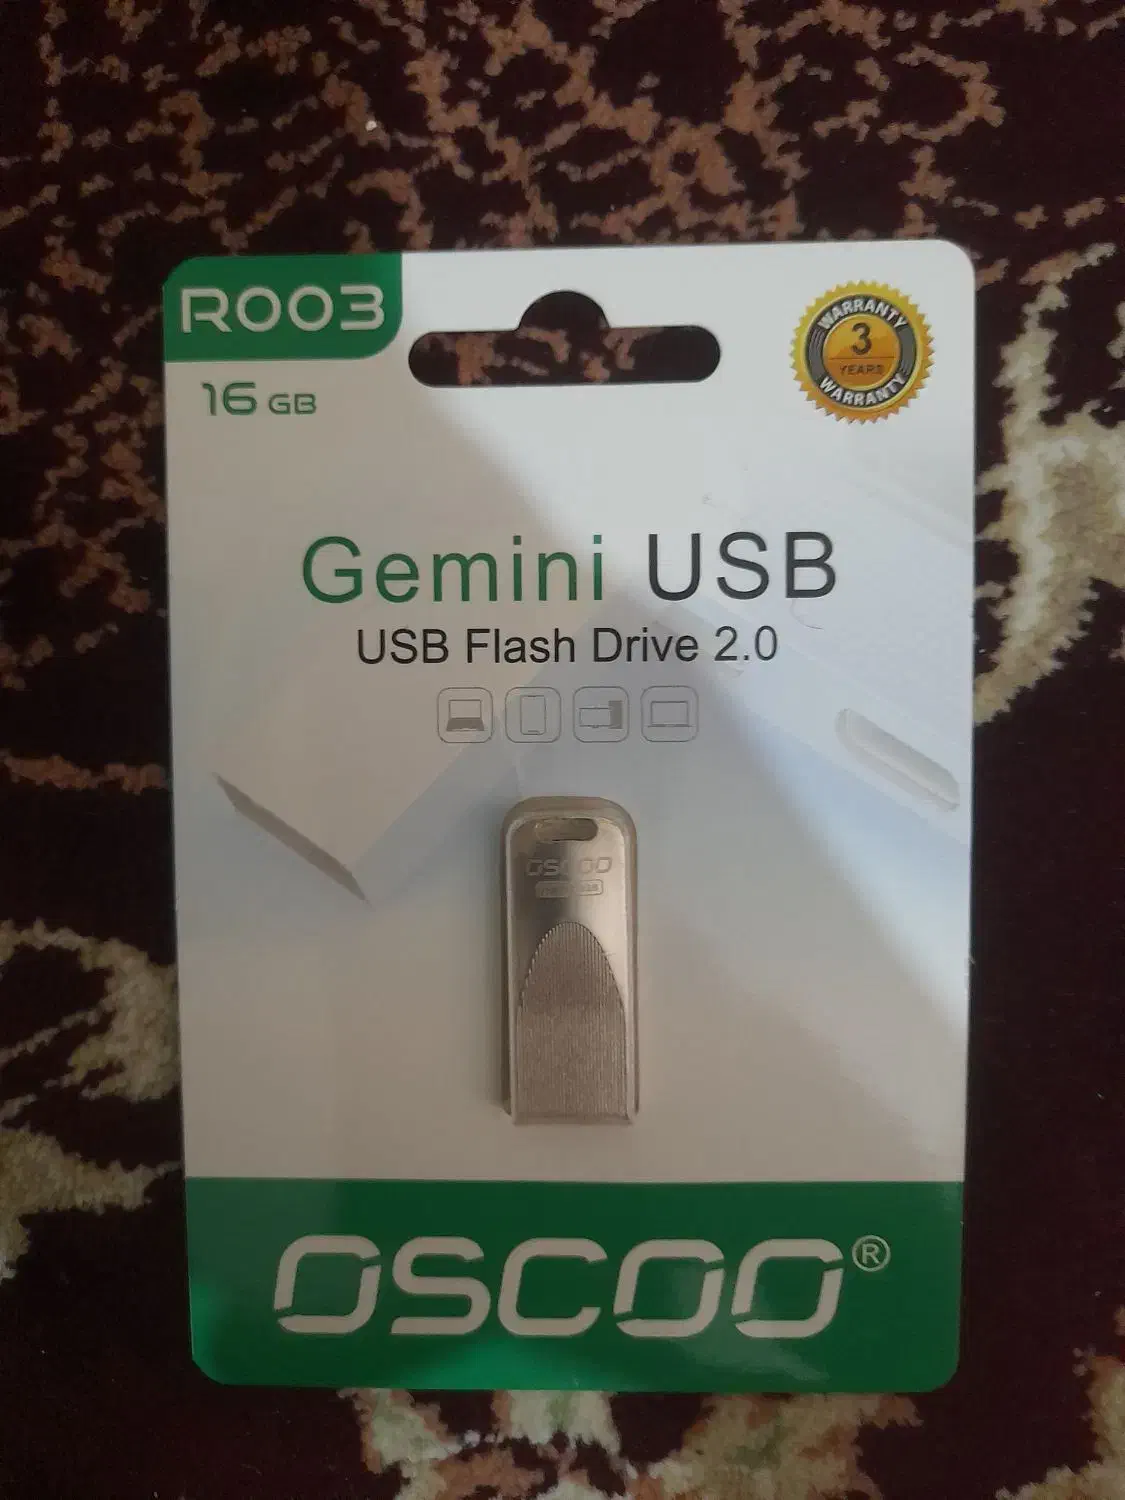 R003
16 GB
WARRANTY
3
YEARS
WARRANTY
Gemini USB
USB Flash Drive 2.0
OSCOO
OSCOO®